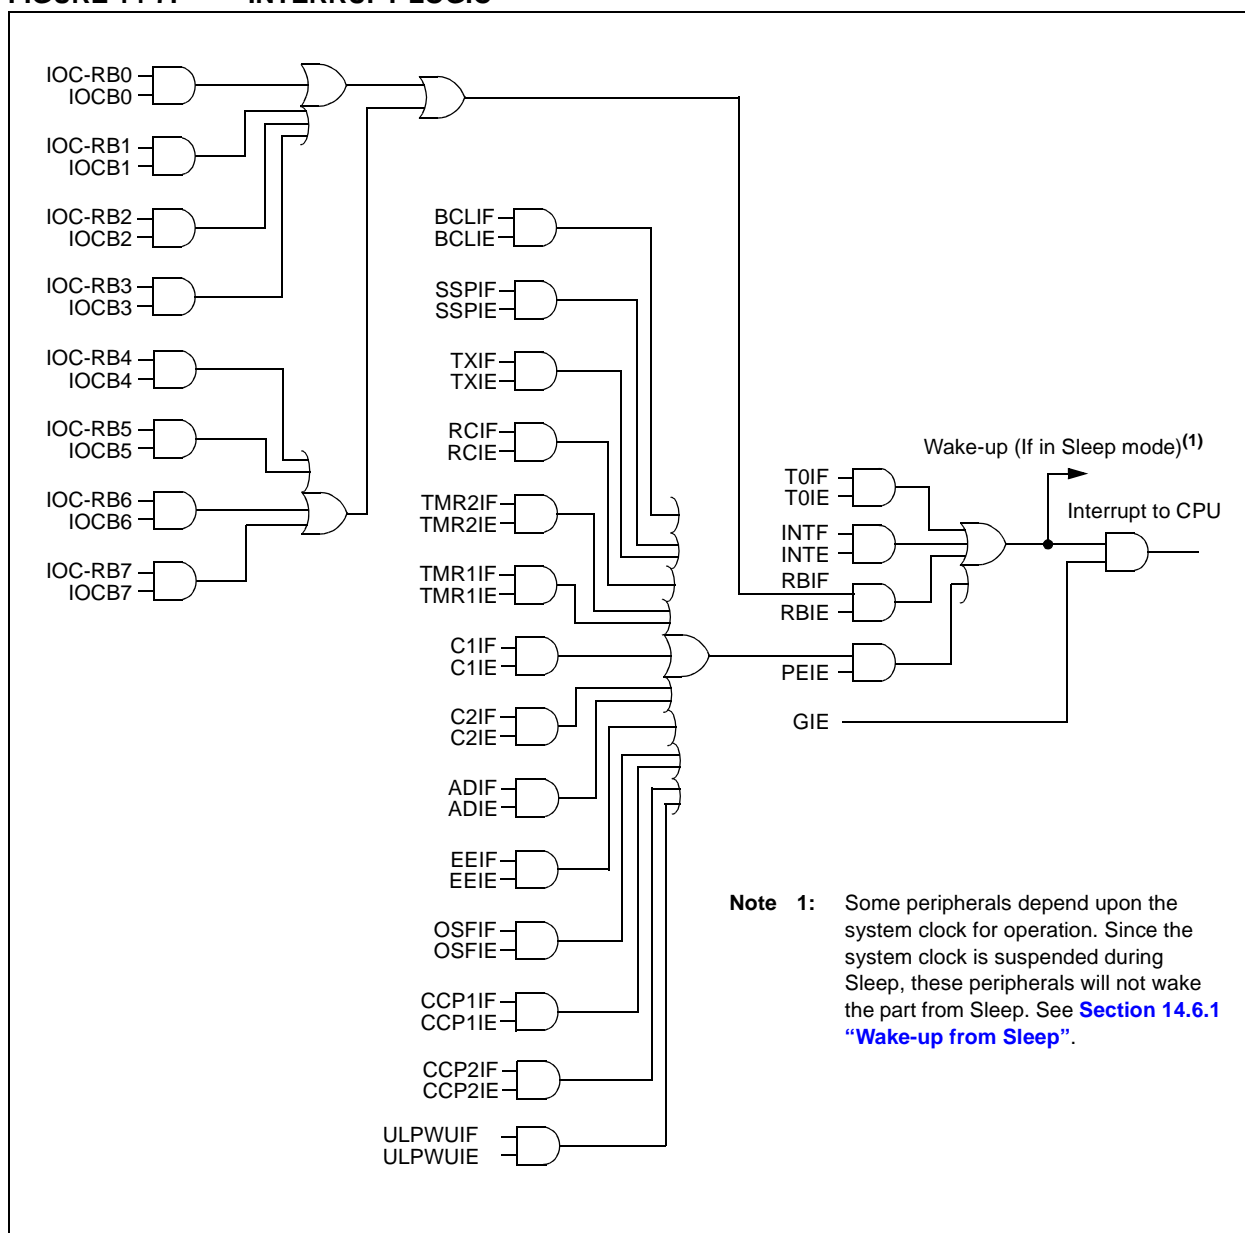 IOC-RB0
IOCB0
IOC-RB1
IOCB1
IOC-RB2
IOCB2
IOC-RB3
IOCB3
IOC-RB4
IOCB4
IOC-RB5
IOCB5
IOC-RB6
IOCB6
IOC-RB7
IOCB7
BCLIF
BCLIE
SSPIF
SSPIE
TXIF
TXIE
RCIF
RCIE
TMR2IF
TMR2IE
TMR1IF
TMR1IE
C1IF
C1IE
C2IF
C2IE
ADIF
ADIE
EEIF
EEIE
OSFIF
OSFIE
CCP1IF
CCP1IE
CCP2IF
CCP2IE
ULPWUIF
ULPWUIE
Wake-up (If in Sleep mode)(1)
T0IF
T0IE
Interrupt to CPU
INTF
INTE
RBIF
RBIE
PEIE
GIE
Note 1: Some peripherals depend upon the
system clock for operation. Since the
system clock is suspended during
Sleep, these peripherals will not wake
the part from Sleep. See Section 14.6.1
“Wake-up from Sleep”.